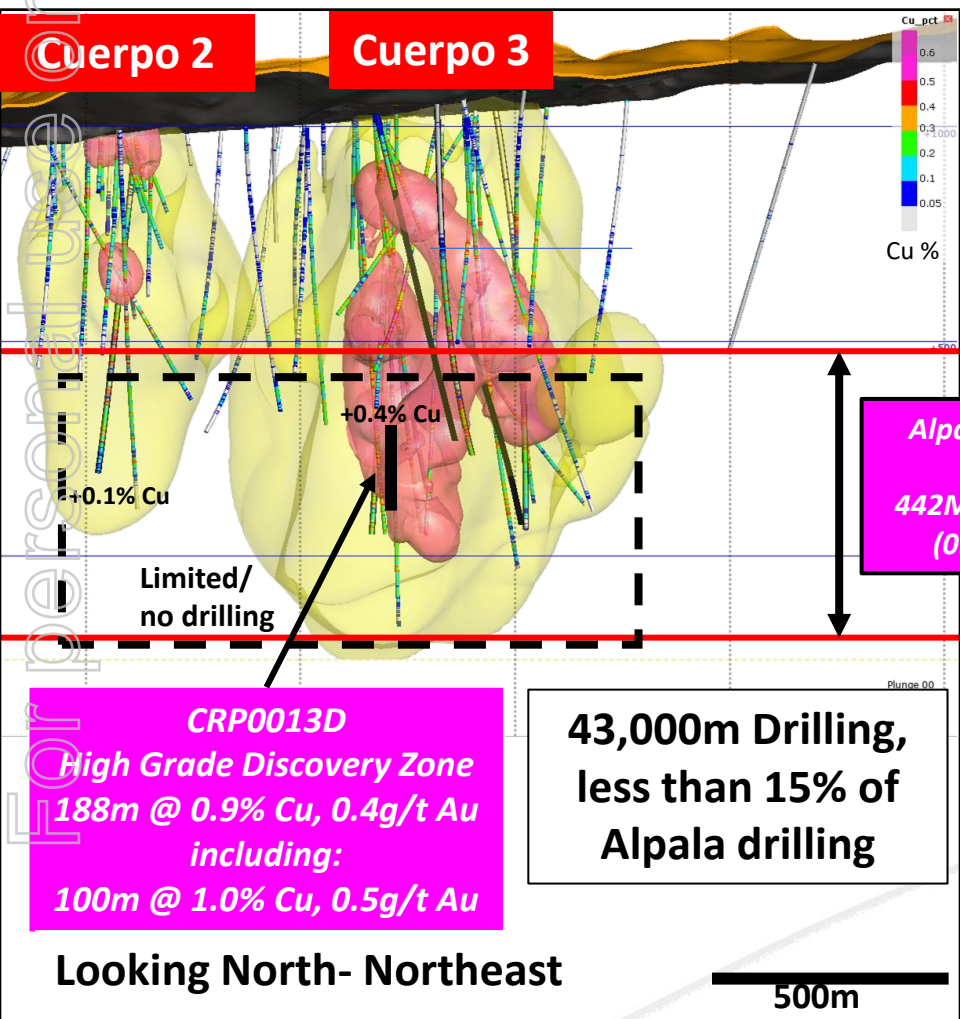 Cuerpo 2
Cuerpo 3
Cu_pct
0.6
0.5
0.4
0.3
0.2
0.1
0.05
Cu %
+1000
+500
+0.4% Cu
+0.1% Cu
Limited/
no drilling
442M
(0
Plunge 00
CRP0013D
High Grade Discovery Zone
188m @ 0.9% Cu, 0.4g/t Au
including:
100m @ 1.0% Cu, 0.5g/t Au
43,000m Drilling,
less than 15% of
Alpala drilling
Looking North- Northeast
500m
For personal use on